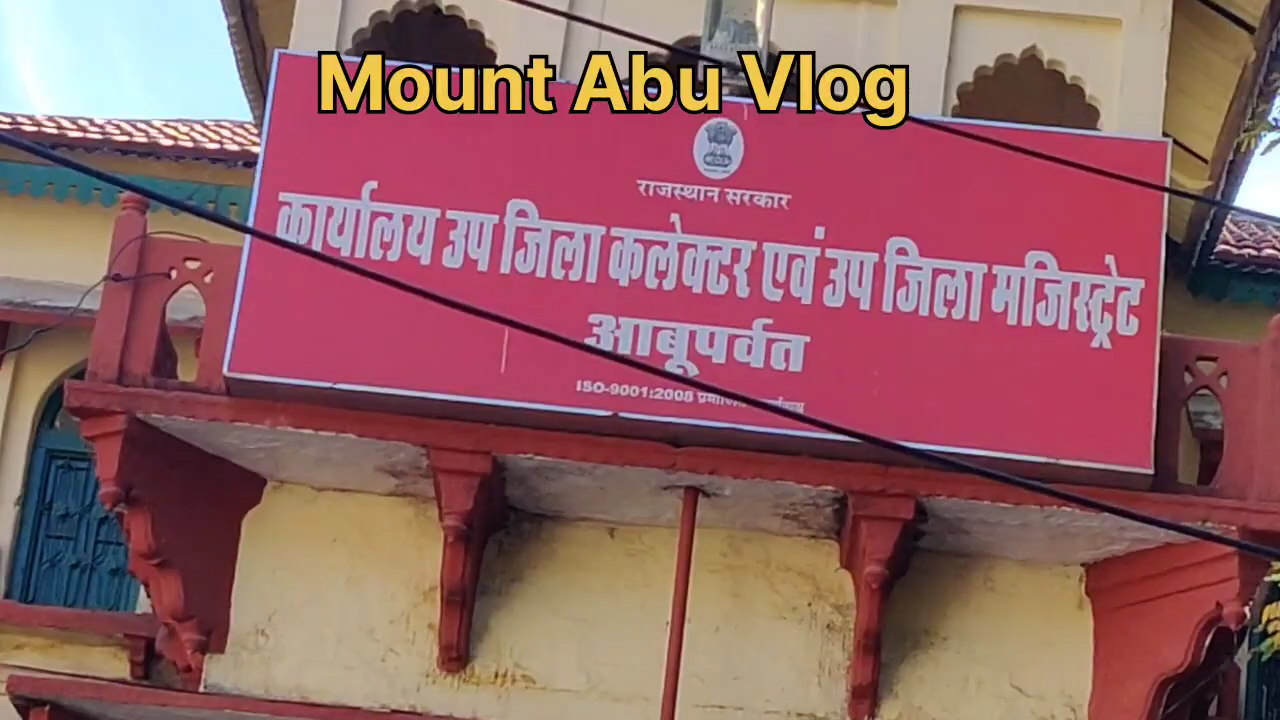 Mount Abu Vlog
राजस्थान सरकार
कार्यालय उप जिला कलेक्टर एवं उप जिला मजिस्ट्रेट
आबूपर्वत
ISO-9001:2008